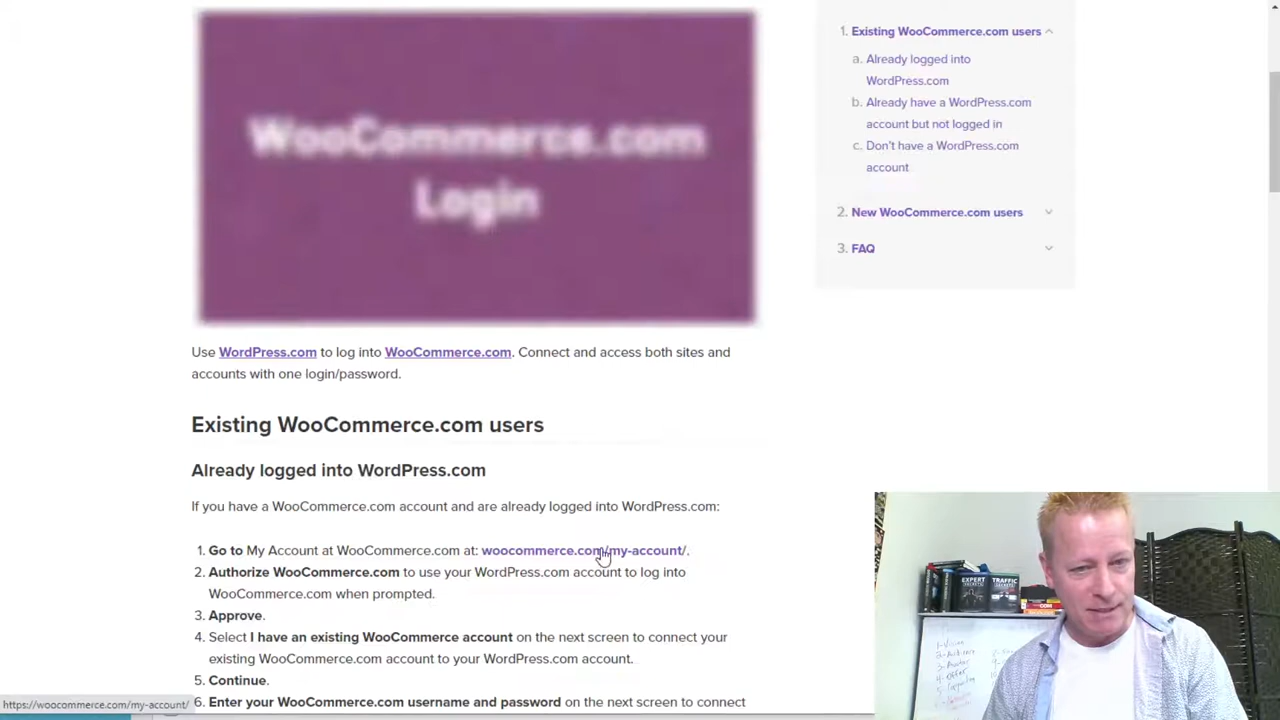 WooCommerce.com
Login
1. Existing WooCommerce.com users
a. Already logged into
WordPress.com
b. Already have a WordPress.com
account but not logged in
c. Don't have a WordPress.com
account
2. New WooCommerce.com users
3. FAQ
Use WordPress.com to log into WooCommerce.com. Connect and access both sites and
accounts with one login/password.
Existing WooCommerce.com users
Already logged into WordPress.com
If you have a WooCommerce.com account and are already logged into WordPress.com:
1. Go to My Account at WooCommerce.com at: woocommerce.com/my-account/.
2. Authorize WooCommerce.com to use your WordPress.com account to log into
WooCommerce.com when prompted.
3. Approve.
4. Select I have an existing WooCommerce account on the next screen to connect your
existing WooCommerce.com account to your WordPress.com account.
5. Continue.
6. Enter your WooCommerce.com username and password on the next screen to connect
https://woocommerce.com/my-account/
EXPERT
SECRETS
TRAFFIC
SECRETS